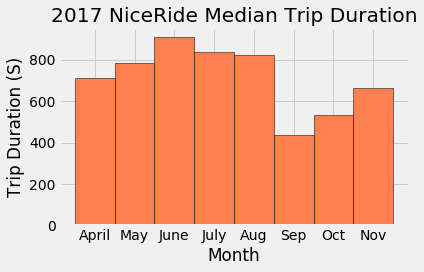 2017 NiceRide Median Trip Duration
Trip Duration (S)
800
600
400
200
0
April May June July Aug Sep Oct Nov
Month